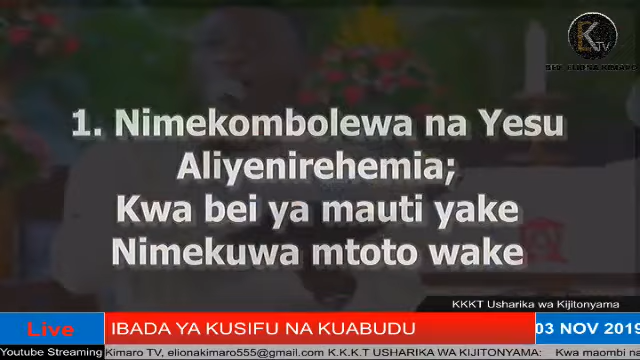 KTV
1. Nimekombolewa na Yesu
Aliyenirehemia;
Kwa bei ya mauti yake
Nimekuwa mtoto wake
KKKT Usharika wa Kijitonyama
Live
IBADA YA KUSIFU NA KUABUDU
03 NOV 2019
Youtube Streaming
Kimaro TV, elionakimaro555@gmail.com K.K.K.T USHARIKA WA KIJITONYAMA: Kwa maombi na